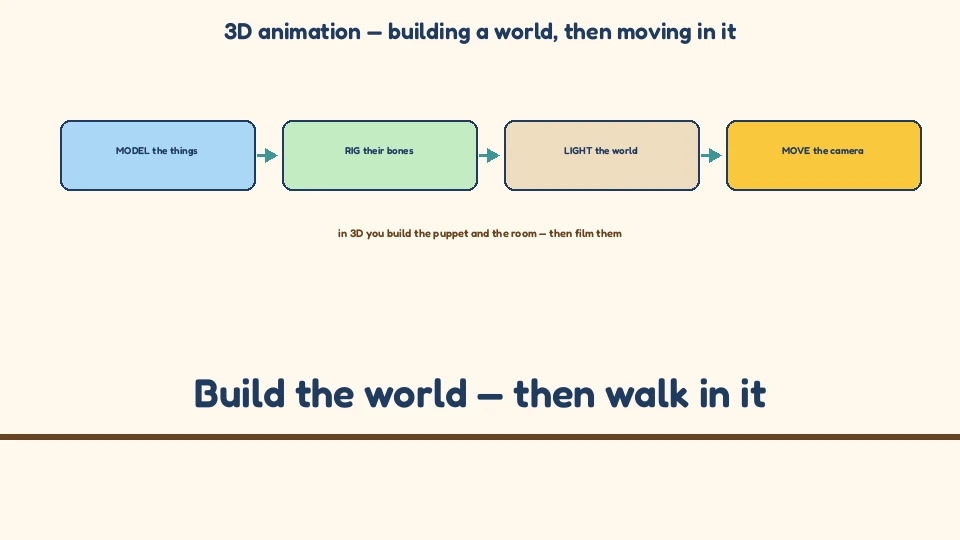 3D animation — building a world, then moving in it
MODEL the things
RIG their bones
LIGHT the world
MOVE the camera
in 3D you build the puppet and the room — then film them
Build the world — then walk in it